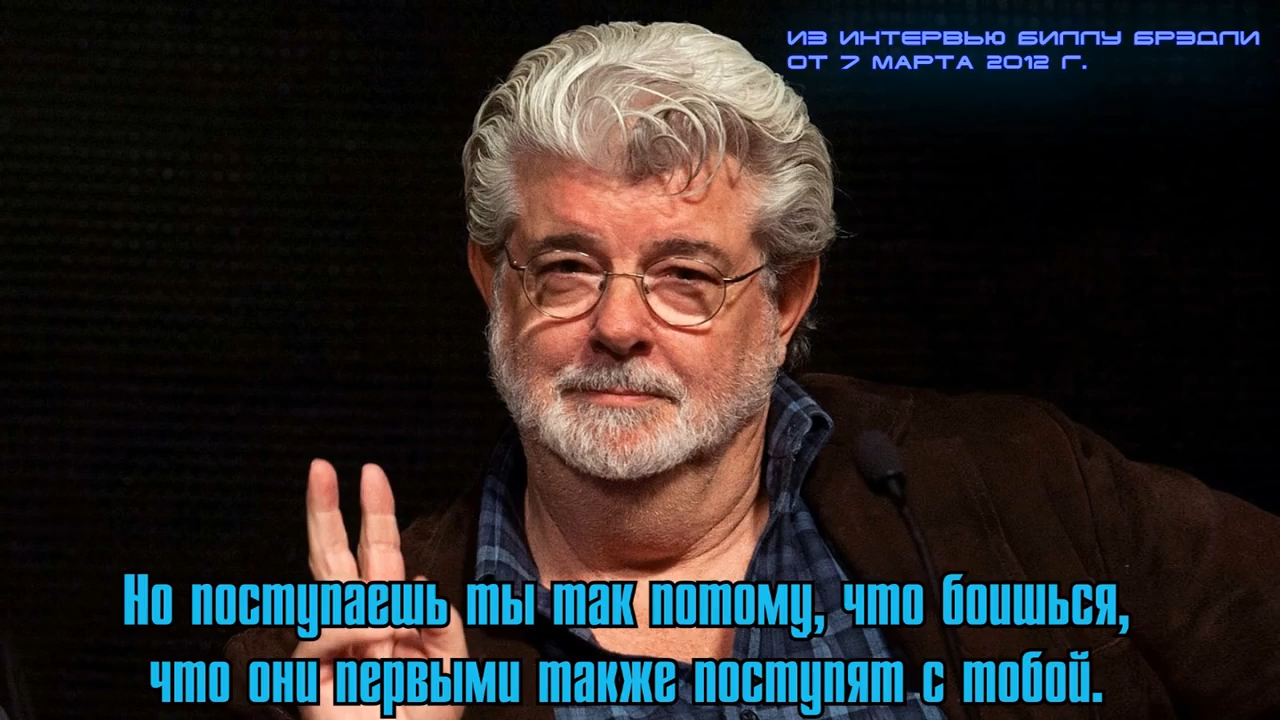 ИЗ ИНТЕРВЬЮ БИЛЛУ БРЭДЛИ
ОТ 7 МАРТА 2012 Г.
Но поступаешь ты так потому, что боишься,
что они первыми также поступят с тобой.